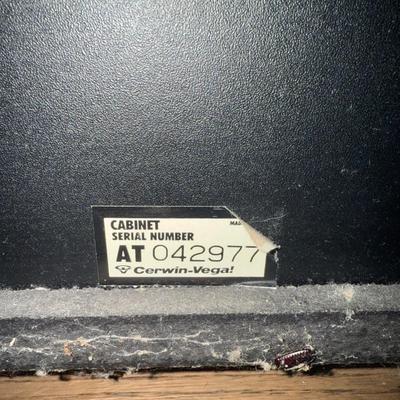 CABINET
SERIAL NUMBER
AT 042977
Cerwin-Vega!